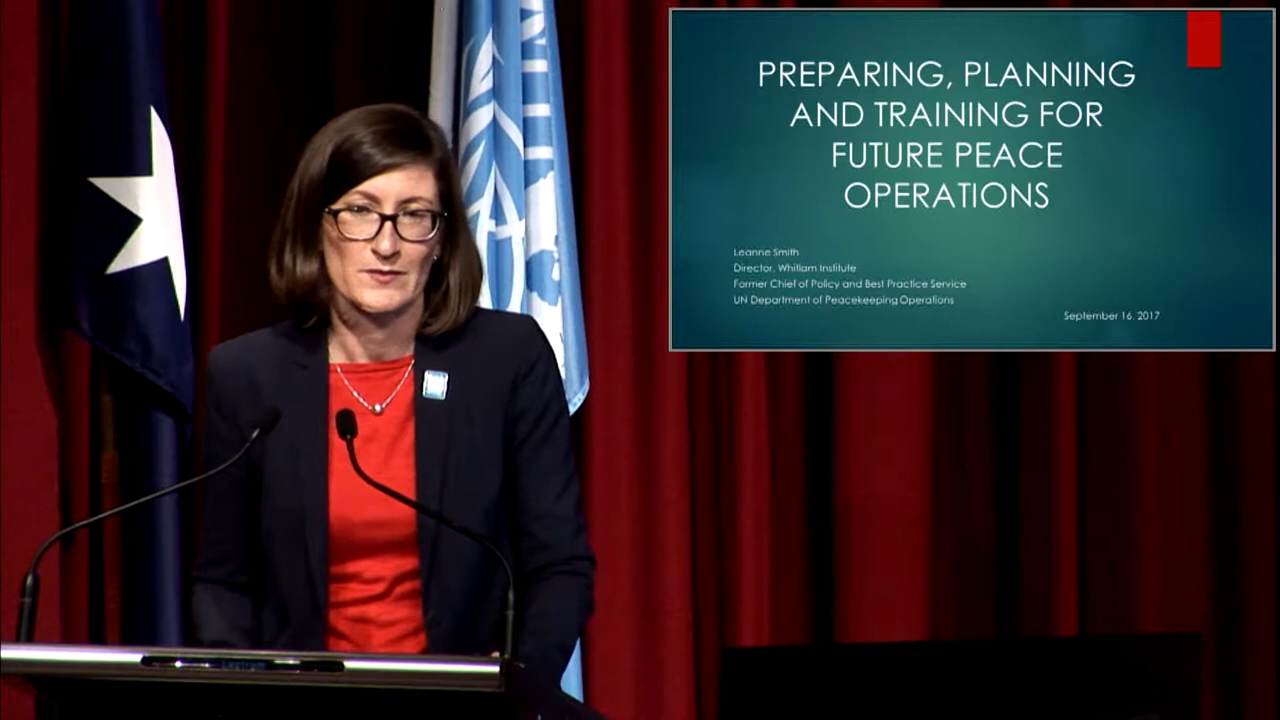 PREPARING, PLANNING
AND TRAINING FOR
FUTURE PEACE
OPERATIONS
Leanne Smith
Director, Whitlam Institute
Former Chief of Policy and Best Practice Service
UN Department of Peacekeeping Operations
September 16, 2017